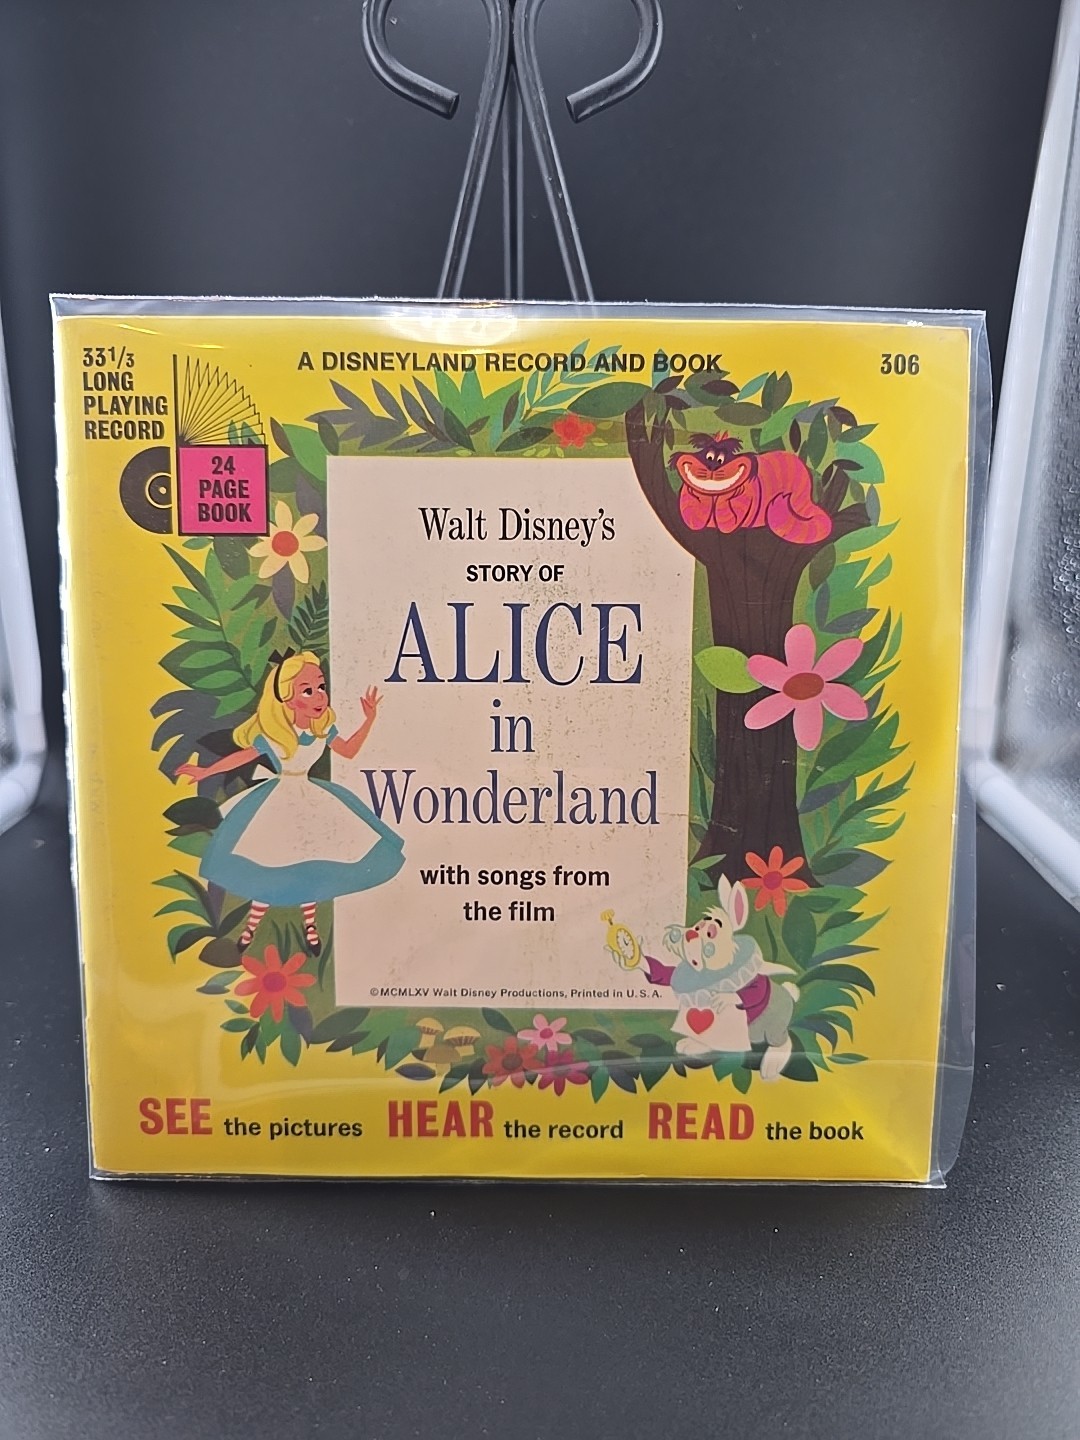 33 1/3
LONG
PLAYING
RECORD
24
PAGE
BOOK
A DISNEYLAND RECORD AND BOOK
306
Walt Disney's
STORY OF
ALICE
in
Wonderland
with songs from
the film
©MCMLXV Walt Disney Productions, Printed in U.S.A.
SEE the pictures HEAR the record READ the book